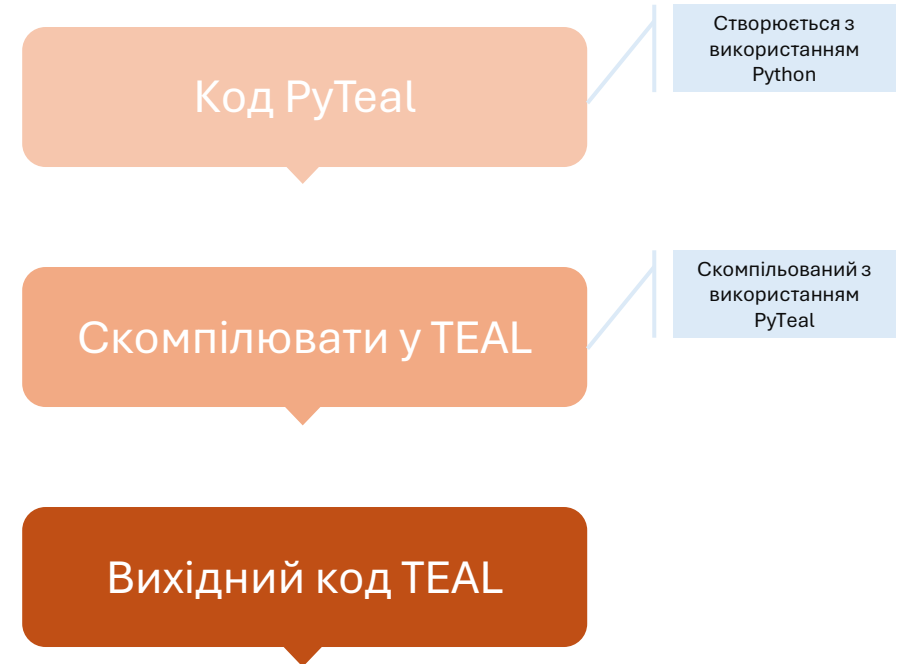 Код PyTeal
Створюється з
використанням
Python
Скомпілювати у TEAL
Скомпільований з
використанням
PyTeal
Вихідний код TEAL